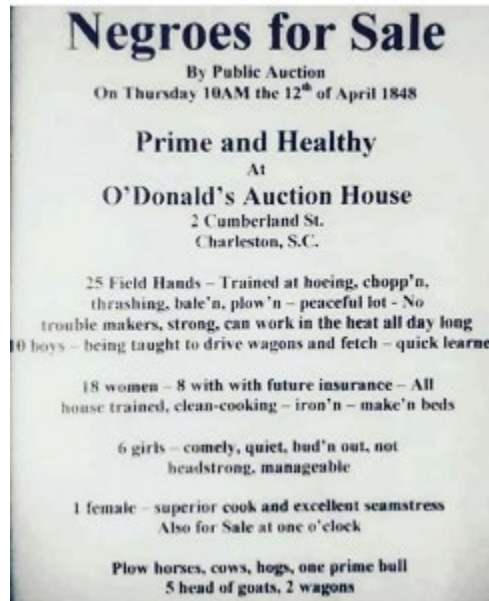 Negroes for Sale
By Public Auction
On Thursday 10AM the 12th of April 1848
Prime and Healthy
At
O'Donald's Auction House
2 Cumberland St.
Charleston, S.C.
25 Field Hands – Trained at hoeing, chopp'n,
thrashing, bale'n, plow'n – peaceful lot - No
trouble makers, strong, can work in the heat all day long
10 boys – being taught to drive wagons and fetch – quick learne
18 women – 8 with with future insurance – All
house trained, clean-cooking – iron'n – make'n beds
6 girls – comely, quiet, bud'n out, not
headstrong, manageable
1 female – superior cook and excellent seamstress
Also for Sale at one o'clock
Plow horses, cows, hogs, one prime bull
5 head of goats, 2 wagons